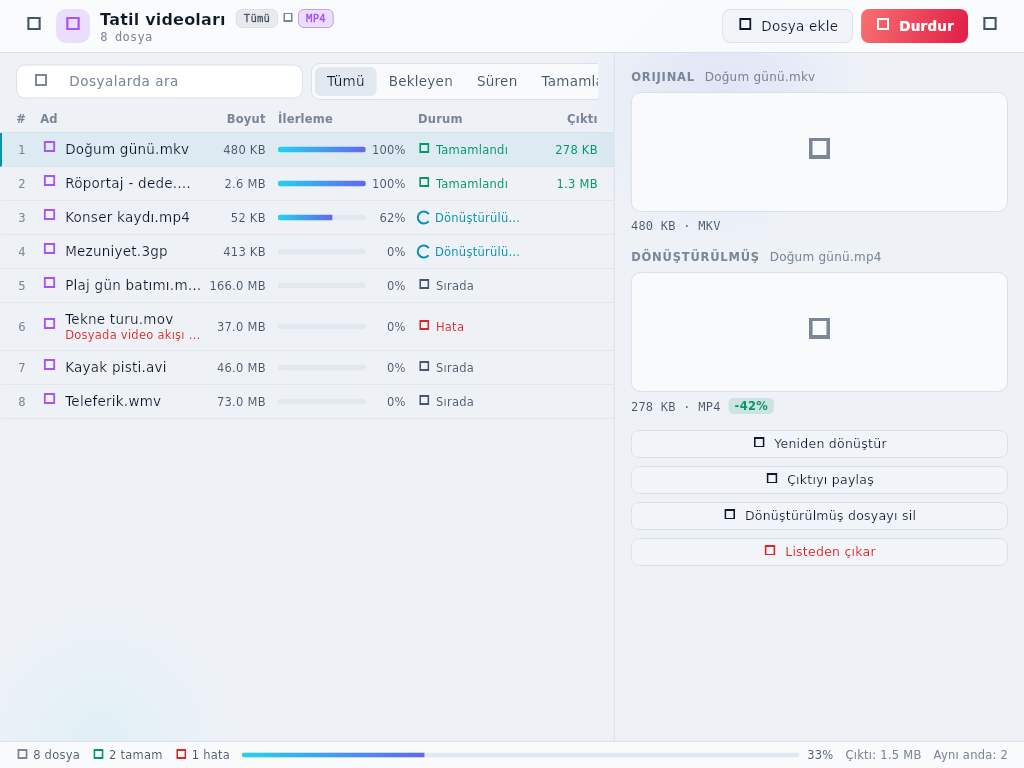 Tatil videoları Tümü MP4
8 dosya
Dosya ekle
Durdur
Dosyalarda ara
Tümü Bekleyen Süren Tamamla
# Ad Boyut İlerleme Durum Çıktı
1 Doğum günü.mkv 480 KB 100% Tamamlandı 278 KB
2 Röportaj - dede.... 2.6 MB 100% Tamamlandı 1.3 MB
3 Konser kaydı.mp4 52 KB 62% Dönüştürülü...
4 Mezuniyet.3gp 413 KB 0% Dönüştürülü...
5 Plaj gün batımı.m... 166.0 MB 0% Sırada
6 Tekne turu.mov 37.0 MB 0% Hata
Dosyada video akışı ...
7 Kayak pisti.avi 46.0 MB 0% Sırada
8 Teleferik.wmv 73.0 MB 0% Sırada
ORIJINAL Doğum günü.mkv
480 KB · MKV
DÖNÜŞTÜRÜLMÜŞ Doğum günü.mp4
278 KB · MP4 -42%
Yeniden dönüştür
Çıktıyı paylaş
Dönüştürülmüş dosyayı sil
Listeden çıkar
8 dosya 2 tamam 1 hata 33% Çıktı: 1.5 MB Aynı anda: 2